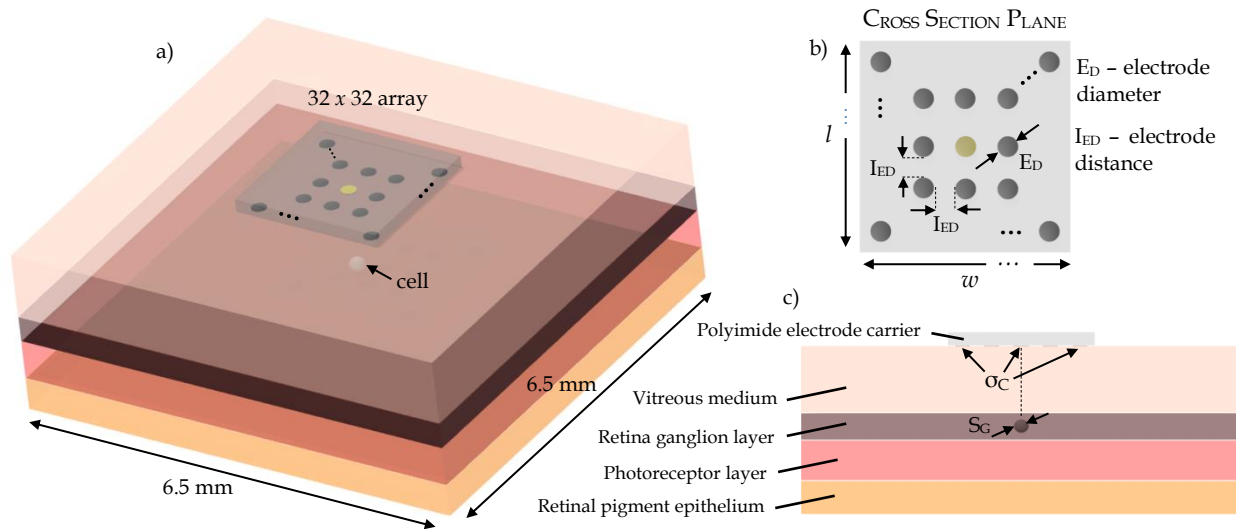 a)
32 x 32 array
cell
6.5 mm
6.5 mm
CROSS SECTION PLANE
b)
l
w
I_ED
I_ED
E_D
E_D – electrode
diameter
I_ED – electrode
distance
c)
Polyimide electrode carrier
σ_C
Vitreous medium
S_G
Retina ganglion layer
Photoreceptor layer
Retinal pigment epithelium